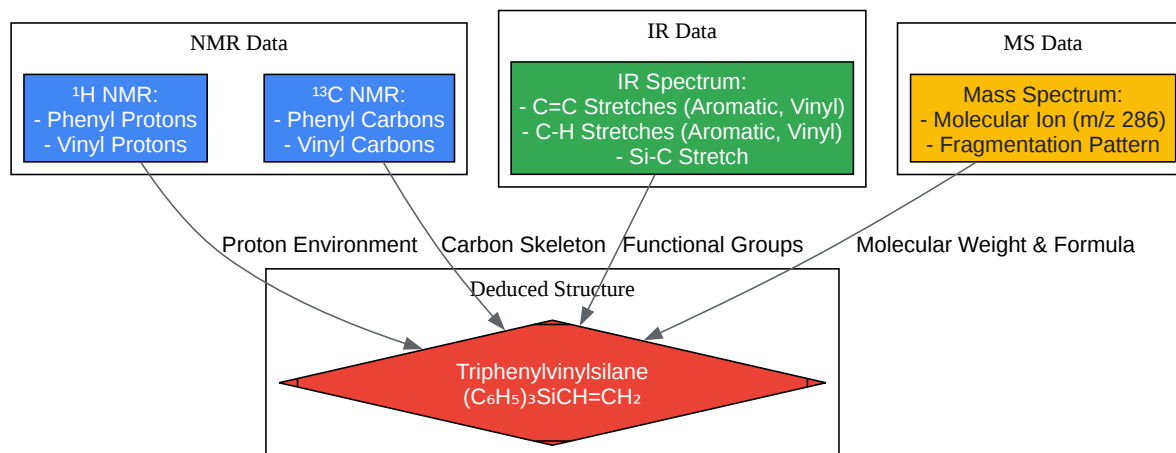 NMR Data
¹H NMR:
- Phenyl Protons
- Vinyl Protons
¹³C NMR:
- Phenyl Carbons
- Vinyl Carbons
IR Data
IR Spectrum:
- C=C Stretches (Aromatic, Vinyl)
- C-H Stretches (Aromatic, Vinyl)
- Si-C Stretch
MS Data
Mass Spectrum:
- Molecular Ion (m/z 286)
- Fragmentation Pattern
Proton Environment
Carbon Skeleton
Functional Groups
Molecular Weight & Formula
Deduced Structure
Triphenylvinylsilane
(C₆H₅)₃SiCH=CH₂